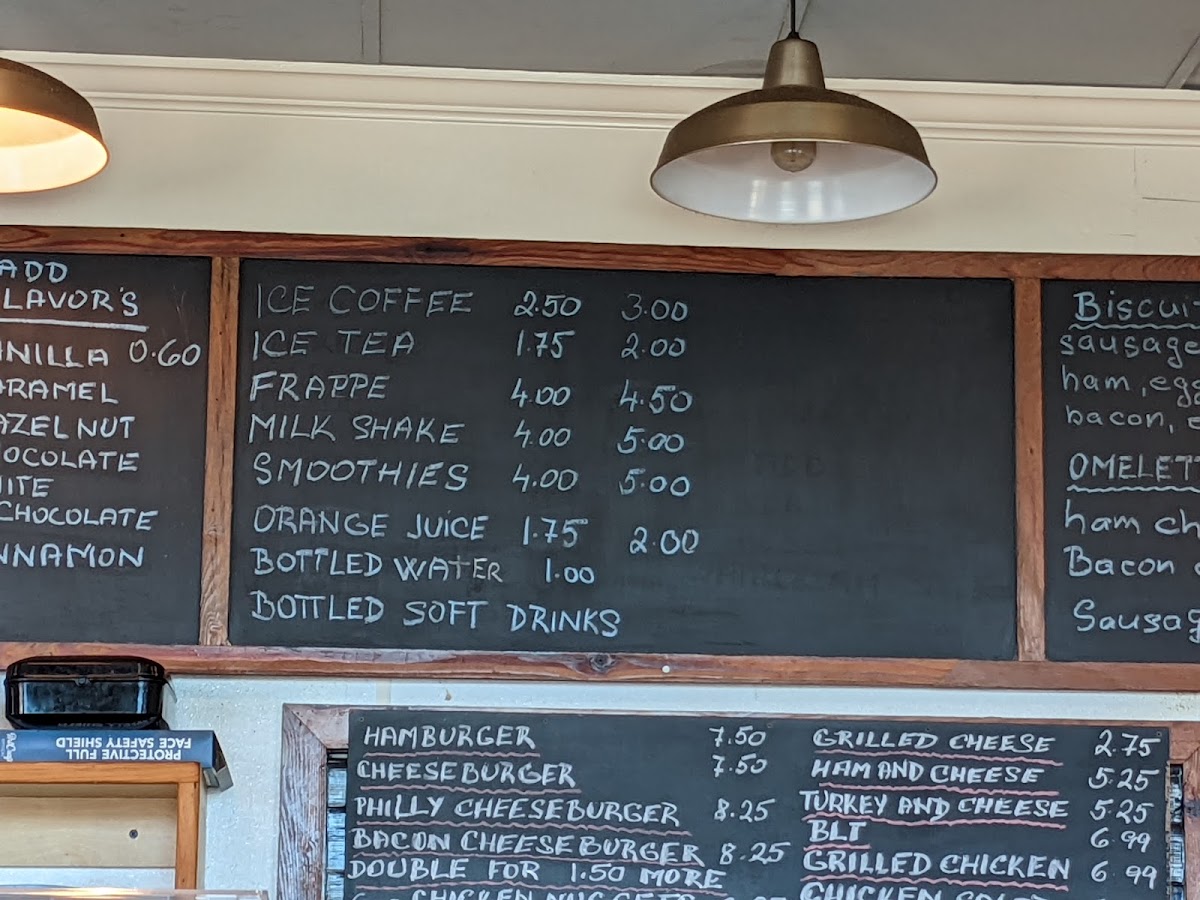 ADD
LAVOR'S
NILLA 0.60
ARAMEL
AZELNUT
OCOLATE
ITE
CHOCOLATE
NNAMON
ICE COFFEE 2.50 3.00
ICE TEA 1.75 2.00
FRAPPE 4.00 4.50
MILK SHAKE 4.00 5.00
SMOOTHIES 4.00 5.00
ORANGE JUICE 1.75 2.00
BOTTLED WATER 1.00
BOTTLED SOFT DRINKS
Biscui
sausage
ham, egg
bacon, e
OMELETT
ham ch
Bacon
Sausag
PROTECTIVE FULL
FACE SAFETY SHIELD
HAMBURGER 7.50
CHEESEBURGER 7.50
PHILLY CHEESEBURGER 8.25
BACON CHEESEBURGER 8.25
DOUBLE FOR 1.50 MORE
CHICKEN NUGGETS
GRILLED CHEESE 2.75
HAM AND CHEESE 5.25
TURKEY AND CHEESE 5.25
BLT 6.99
GRILLED CHICKEN 6.99
CHICKEN